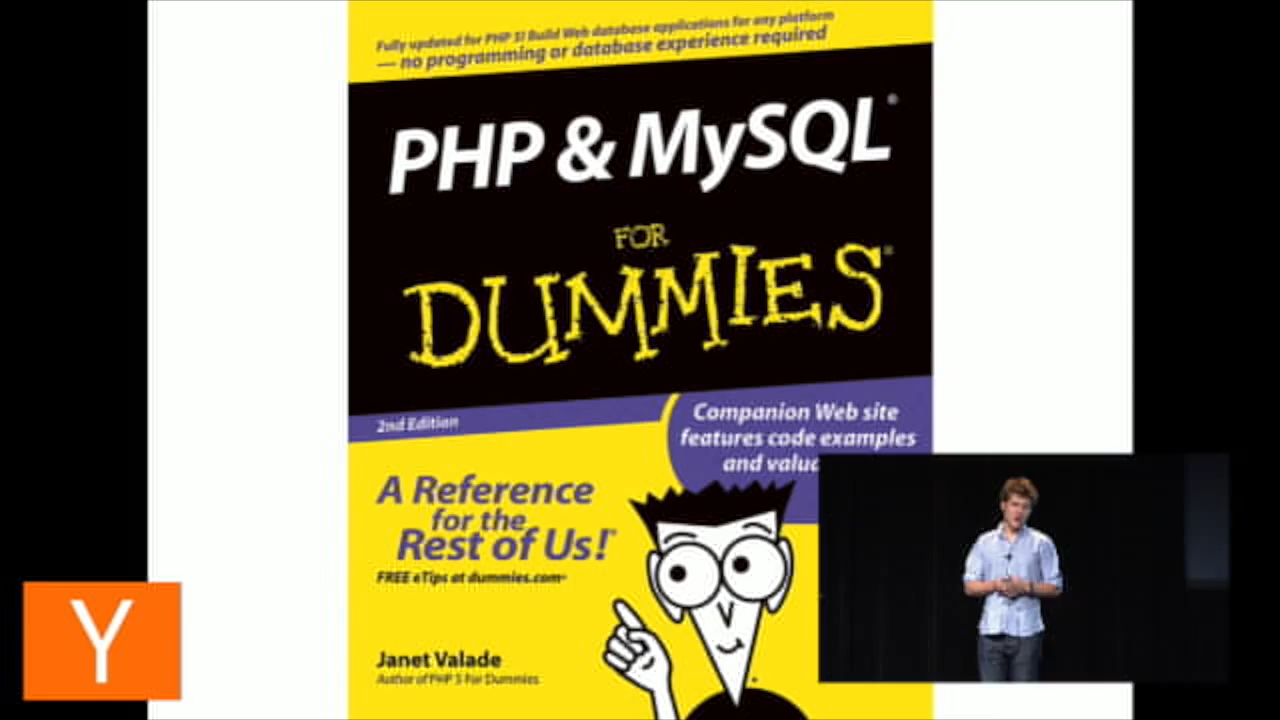 Fully updated for PHP 5! Build Web database applications for any platform
— no programming or database experience required
PHP & MySQL®
FOR
DUMMIES®
2nd Edition
Companion Web site
features code examples
and
A Reference
for the
Rest of Us!®
FREE eTips at dummies.com®
Janet Valade
Author of PHP 5 For Dummies
Y